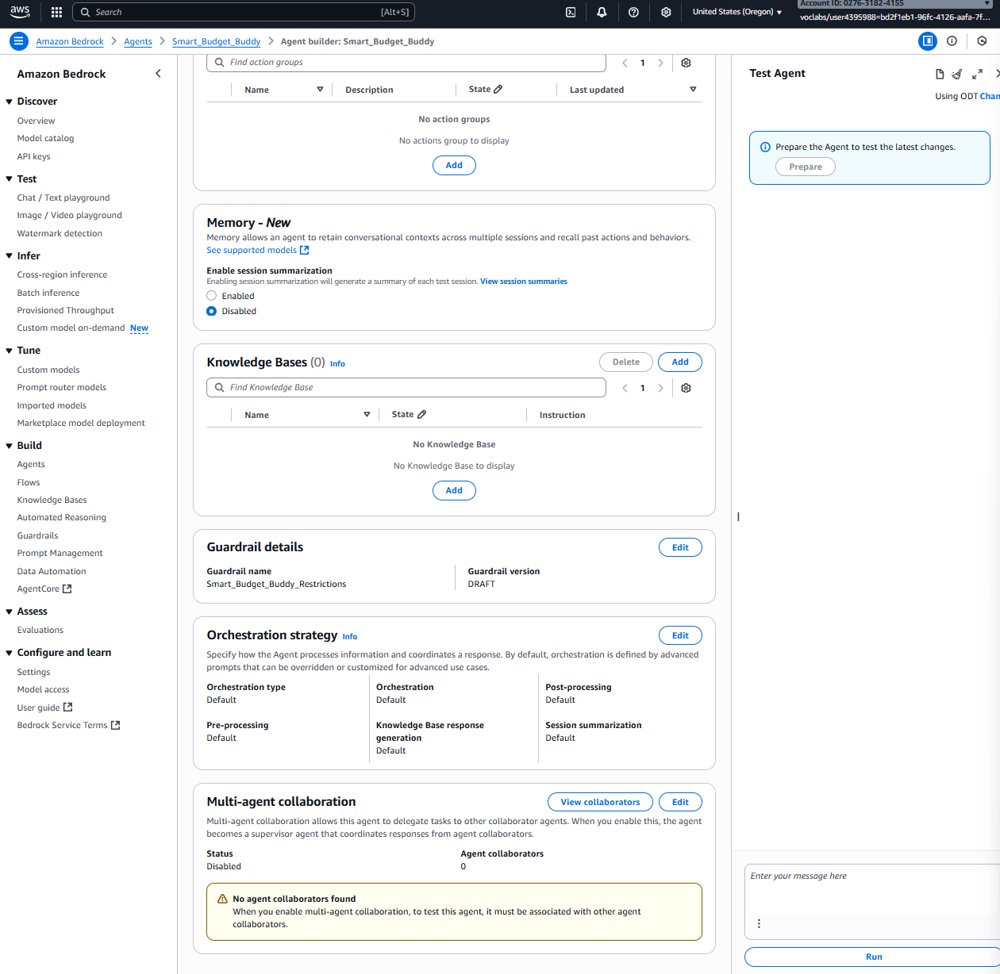 aws
Search [Alt+S]
United States (Oregon)
Account ID: 0276-3182-4155
voclabs/user4395988=bd2f1eb1-96fc-4126-aafa-7f...
Amazon Bedrock > Agents > Smart_Budget_Buddy > Agent builder: Smart_Budget_Buddy
Amazon Bedrock
Discover
Overview
Model catalog
API keys
Test
Chat / Text playground
Image / Video playground
Watermark detection
Infer
Cross-region inference
Batch inference
Provisioned Throughput
Custom model on-demand New
Tune
Custom models
Prompt router models
Imported models
Marketplace model deployment
Build
Agents
Flows
Knowledge Bases
Automated Reasoning
Guardrails
Prompt Management
Data Automation
AgentCore
Assess
Evaluations
Configure and learn
Settings
Model access
User guide
Bedrock Service Terms
Find action groups
1
Name Description State Last updated
No action groups
No actions group to display
Add
Memory - New
Memory allows an agent to retain conversational contexts across multiple sessions and recall past actions and behaviors.
See supported models
Enable session summarization
Enabling session summarization will generate a summary of each test session. View session summaries
Enabled
Disabled
Knowledge Bases (0) Info
Delete Add
Find Knowledge Base
1
Name State Instruction
No Knowledge Base
No Knowledge Base to display
Add
Guardrail details
Edit
Guardrail name
Smart_Budget_Buddy_Restrictions
Guardrail version
DRAFT
Orchestration strategy Info
Edit
Specify how the Agent processes information and coordinates a response. By default, orchestration is defined by advanced
prompts that can be overridden or customized for advanced use cases.
Orchestration type
Default
Orchestration
Default
Post-processing
Default
Pre-processing
Default
Knowledge Base response
generation
Default
Session summarization
Default
Multi-agent collaboration
View collaborators Edit
Multi-agent collaboration allows this agent to delegate tasks to other collaborator agents. When you enable this, the agent
becomes a supervisor agent that coordinates responses from agent collaborators.
Status
Disabled
Agent collaborators
0
No agent collaborators found
When you enable multi-agent collaboration, to test this agent, it must be associated with other agent
collaborators.
Test Agent
Using ODT Chan
Prepare the Agent to test the latest changes.
Prepare
Enter your message here
Run